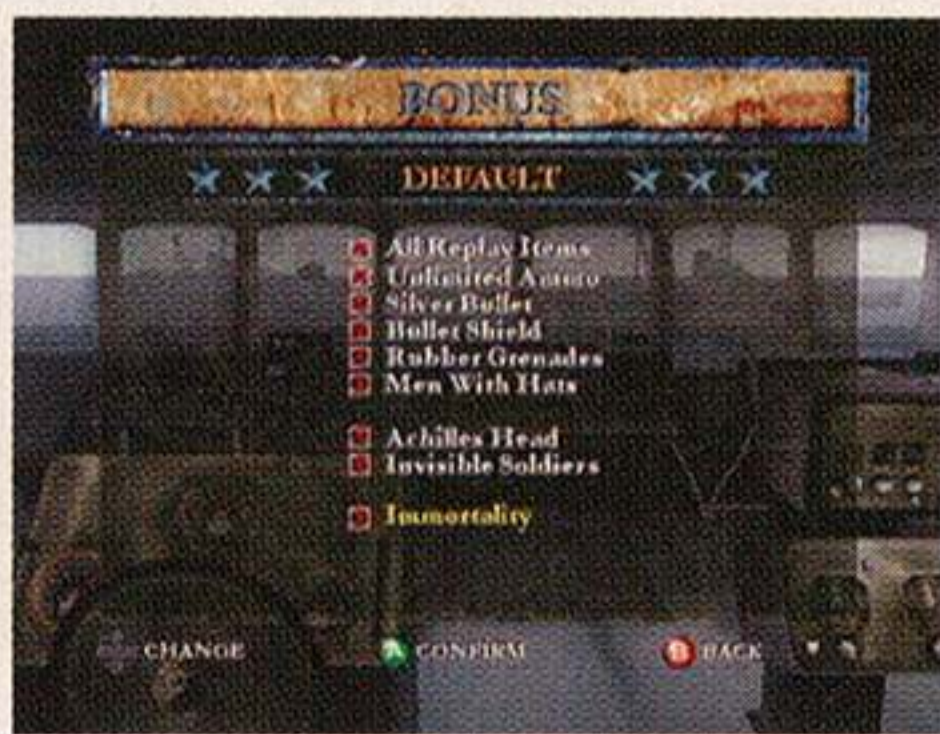 BONUS
DEFAULT
All Replay Items
Unlimited Ammo
Silver Bullet
Bullet Shield
Rubber Grenades
Men With Hats
Achilles Head
Invisible Soldiers
Immortality
CHANGE A CONFIRM B BACK